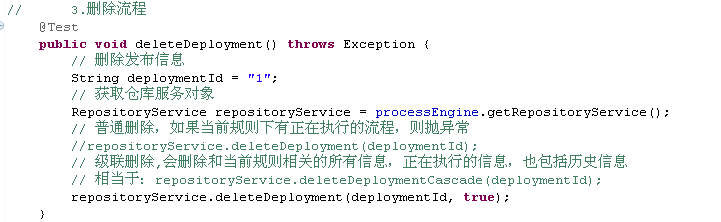 //      3.删除流程
    @Test
    public void deleteDeployment() throws Exception {
        // 删除发布信息
        String deploymentId = "1";
        // 获取仓库服务对象
        RepositoryService repositoryService = processEngine.getRepositoryService();
        // 普通删除，如果当前规则下有正在执行的流程，则抛异常
        //repositoryService.deleteDeployment(deploymentId);
        // 级联删除,会删除和当前规则相关的所有信息，正在执行的信息，也包括历史信息
        // 相当于：repositoryService.deleteDeploymentCascade(deploymentId);
        repositoryService.deleteDeployment(deploymentId, true);
    }